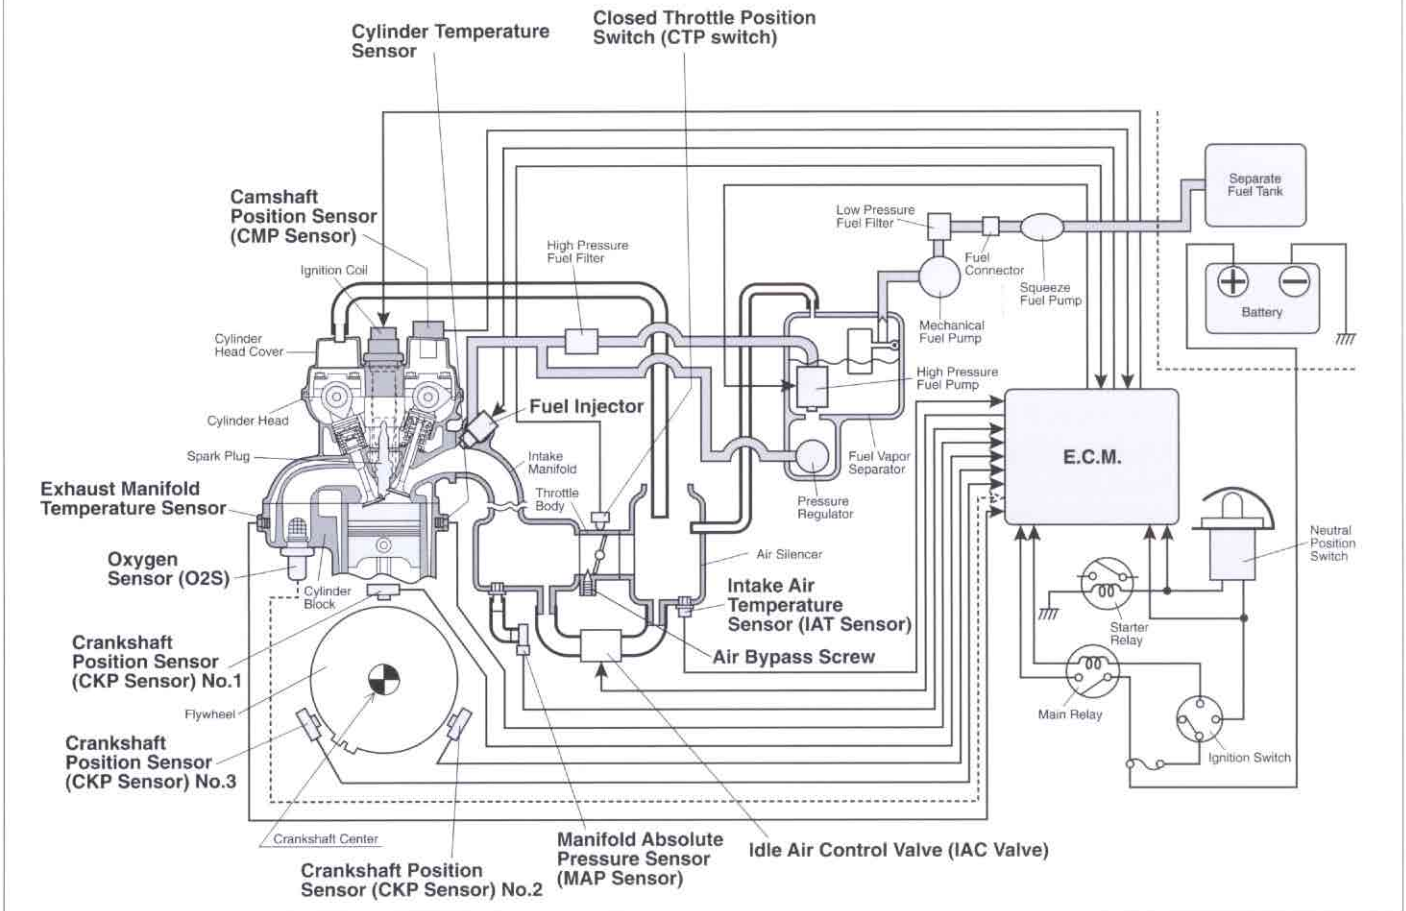 Closed Throttle Position
Switch (CTP switch)
Cylinder Temperature
Sensor
Camshaft
Position Sensor
(CMP Sensor)
Ignition Coil
High Pressure
Fuel Filter
Low Pressure
Fuel Filter
Separate
Fuel Tank
Fuel
Connector
Squeeze
Fuel Pump
Battery
Mechanical
Fuel Pump
Cylinder
Head Cover
High Pressure
Fuel Pump
Cylinder Head
Fuel Injector
Spark Plug
Intake
Manifold
Fuel Vapor
Separator
E.C.M.
Exhaust Manifold
Temperature Sensor
Throttle
Body
Pressure
Regulator
Neutral
Position
Switch
Oxygen
Sensor (O2S)
Air Silencer
Cylinder
Block
Intake Air
Temperature
Sensor (IAT Sensor)
Starter
Relay
Crankshaft
Position Sensor
(CKP Sensor) No.1
Air Bypass Screw
Flywheel
Main Relay
Crankshaft
Position Sensor
(CKP Sensor) No.3
Ignition Switch
Crankshaft Center
Manifold Absolute
Pressure Sensor
(MAP Sensor)
Idle Air Control Valve (IAC Valve)
Crankshaft Position
Sensor (CKP Sensor) No.2